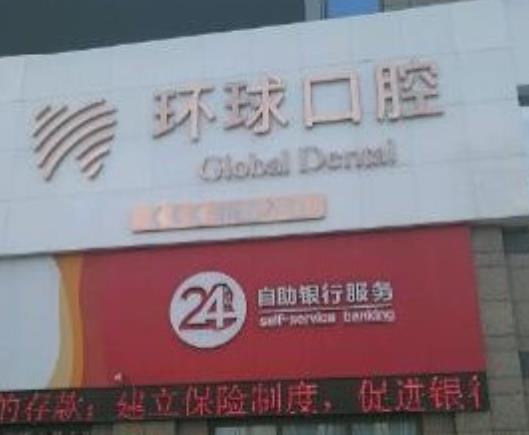 环球口腔
Global Dental
24
自助银行服务
self-service banking
的存款：建立保险制度，促进银行